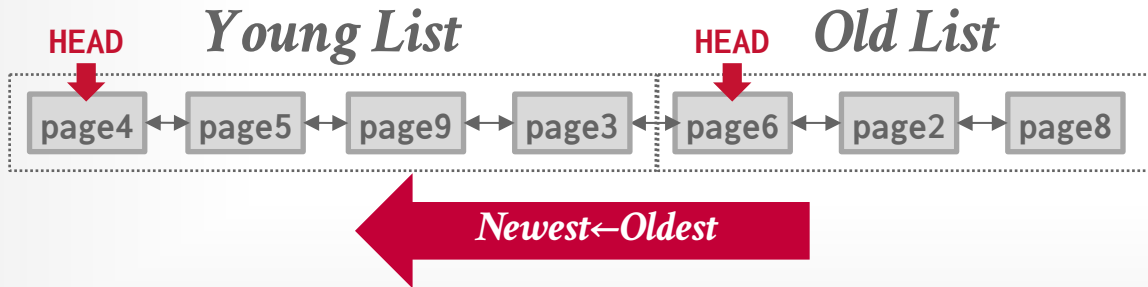 Young List
Old List
HEAD
HEAD
page4
page5
page9
page3
page6
page2
page8
Newest←Oldest